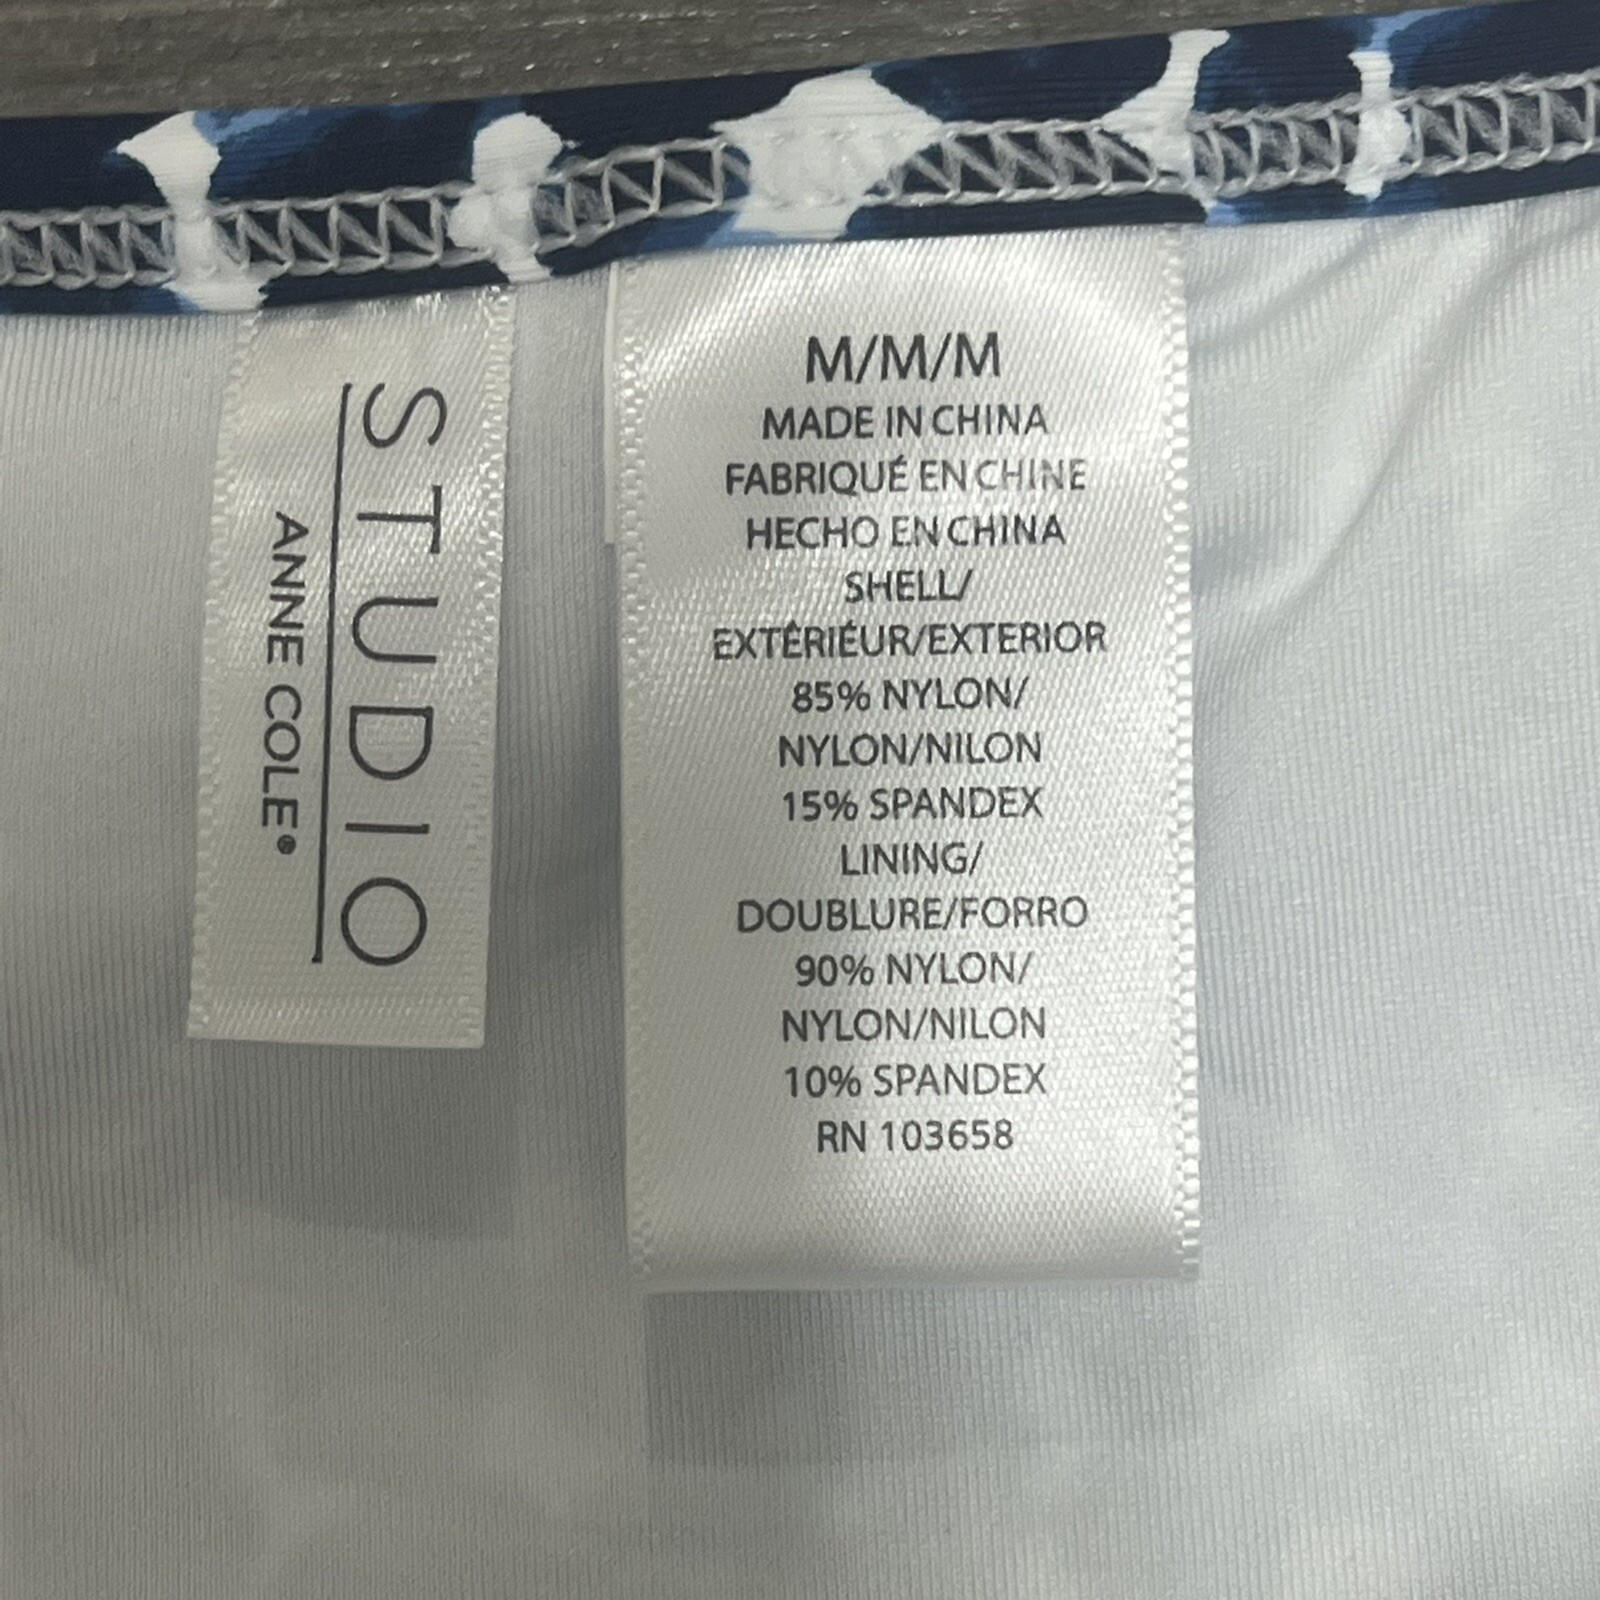 STUDIO
ANNE COLE®
M/M/M
MADE IN CHINA
FABRIQUÉ EN CHINE
HECHO EN CHINA
SHELL/
EXTÊRIÉUR/EXTERIOR
85% NYLON/
NYLON/NILON
15% SPANDEX
LINING/
DOUBLURE/FORRO
90% NYLON/
NYLON/NILON
10% SPANDEX
RN 103658